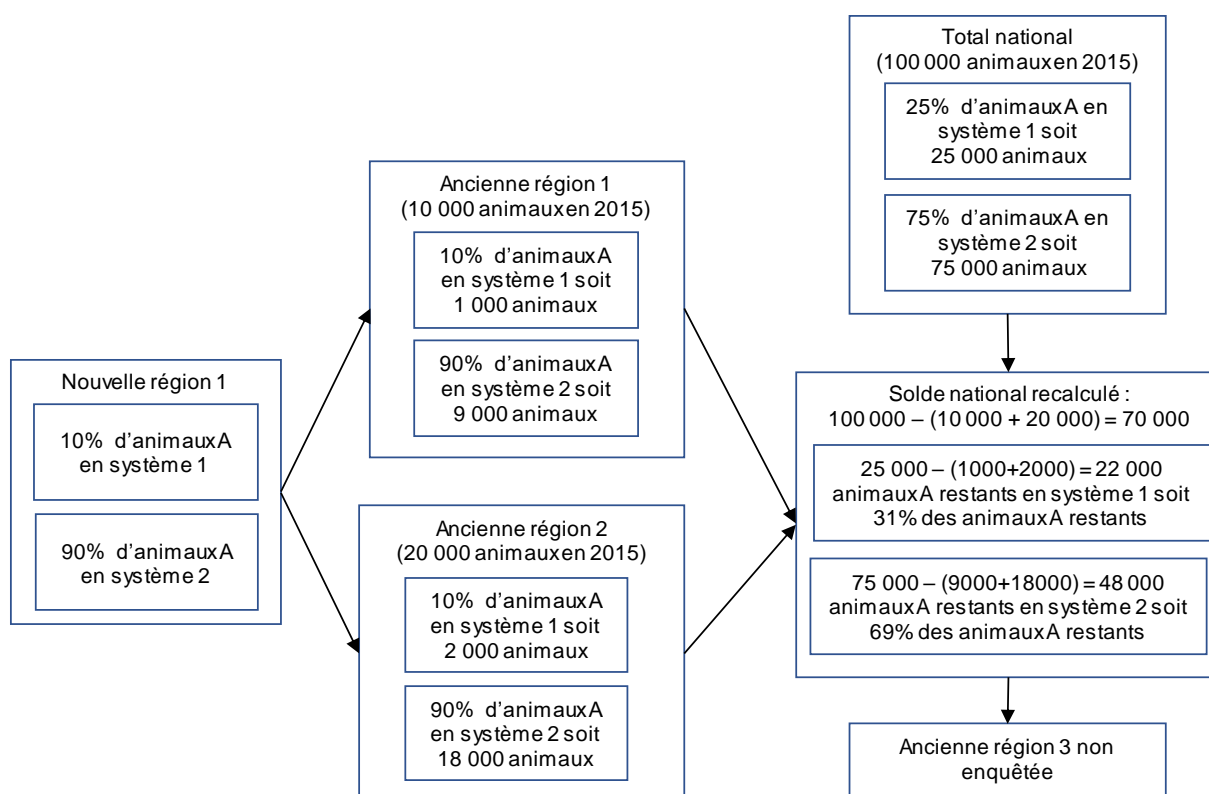 Nouvelle région 1
10% d'animauxA
en système 1
90% d'animauxA
en système 2
Ancienne région 1
(10 000 animauxen 2015)
10% d'animauxA
en système 1 soit
1 000 animaux
90% d'animauxA
en système 2 soit
9 000 animaux
Ancienne région 2
(20 000 animauxen 2015)
10% d'animauxA
en système 1 soit
2 000 animaux
90% d'animauxA
en système 2 soit
18 000 animaux
Total national
(100 000 animauxen 2015)
25% d'animauxA en
système 1 soit
25 000 animaux
75% d'animauxA en
système 2 soit
75 000 animaux
Solde national recalculé :
100 000 – (10 000 + 20 000) = 70 000
25 000 – (1000+2000) = 22 000
animauxA restants en système 1 soit
31% des animauxA restants
75 000 – (9000+18000) = 48 000
animauxA restants en système 2 soit
69% des animauxA restants
Ancienne région 3 non
enquêtée